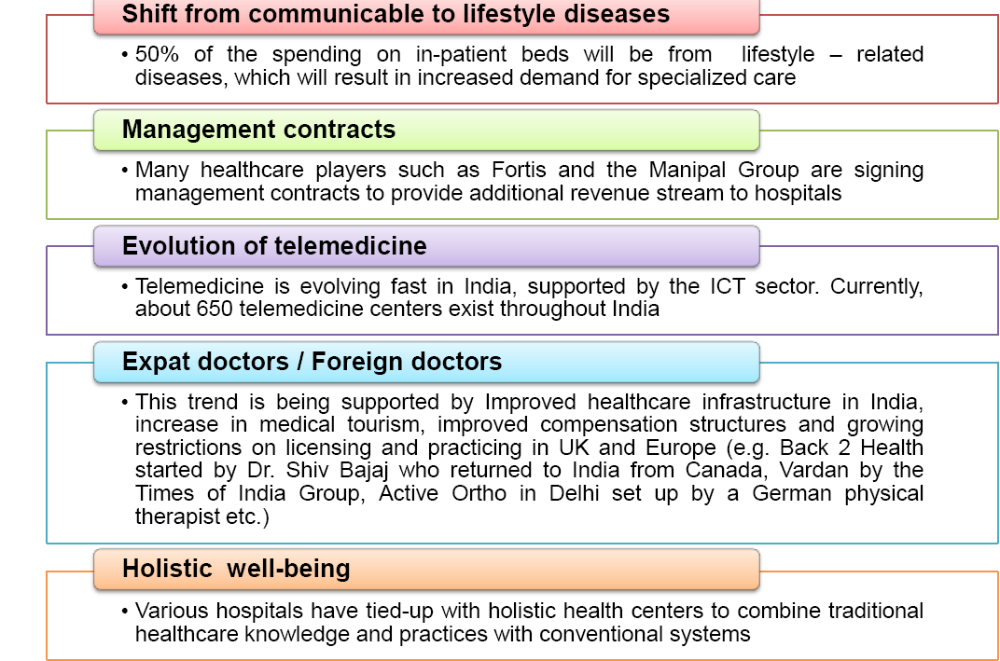 Shift from communicable to lifestyle diseases
• 50% of the spending on in-patient beds will be from lifestyle – related
diseases, which will result in increased demand for specialized care
Management contracts
• Many healthcare players such as Fortis and the Manipal Group are signing
management contracts to provide additional revenue stream to hospitals
Evolution of telemedicine
• Telemedicine is evolving fast in India, supported by the ICT sector. Currently,
about 650 telemedicine centers exist throughout India
Expat doctors / Foreign doctors
• This trend is being supported by Improved healthcare infrastructure in India,
increase in medical tourism, improved compensation structures and growing
restrictions on licensing and practicing in UK and Europe (e.g. Back 2 Health
started by Dr. Shiv Bajaj who returned to India from Canada, Vardan by the
Times of India Group, Active Ortho in Delhi set up by a German physical
therapist etc.)
Holistic well-being
• Various hospitals have tied-up with holistic health centers to combine traditional
healthcare knowledge and practices with conventional systems